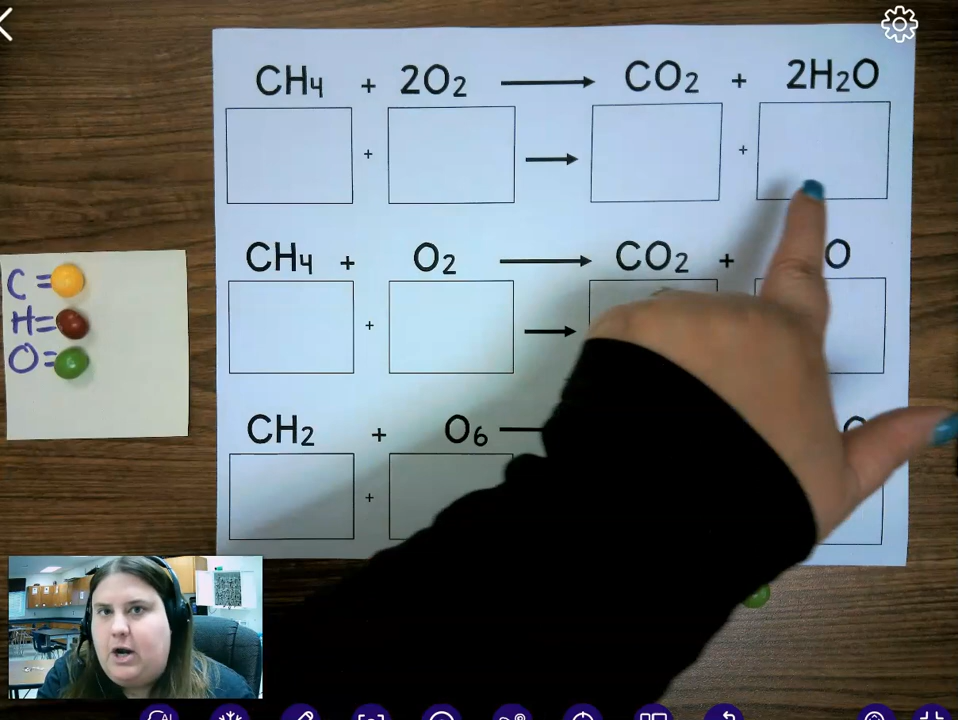 CH4 + 2O2 → CO2 + 2H2O
+ → +
CH4 + O2 → CO2 + O
+ →
C =
H =
O =
CH2 + O6
+